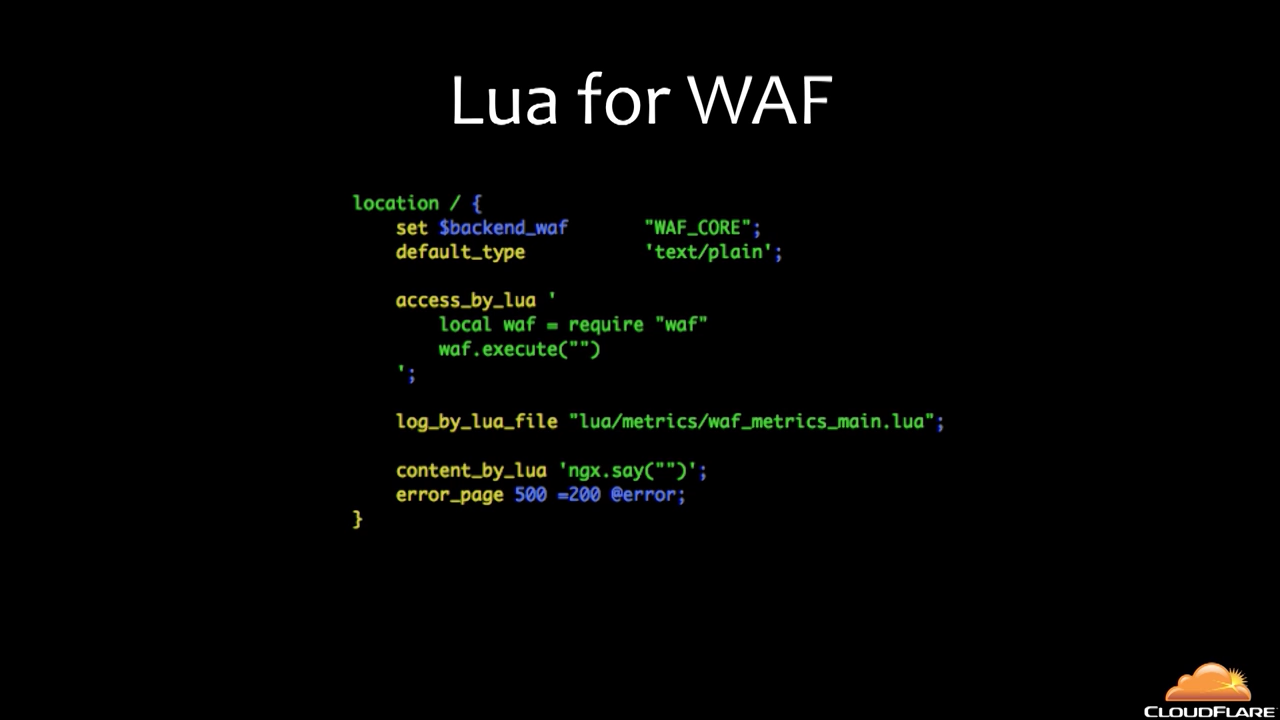 Lua for WAF
location / {
    set $backend_waf       "WAF_CORE";
    default_type           'text/plain';
    access_by_lua '
        local waf = require "waf"
        waf.execute("")
    ';
    log_by_lua_file "lua/metrics/waf_metrics_main.lua";
    content_by_lua 'ngx.say("")';
    error_page 500 =200 @error;
}
CLOUDFLARE